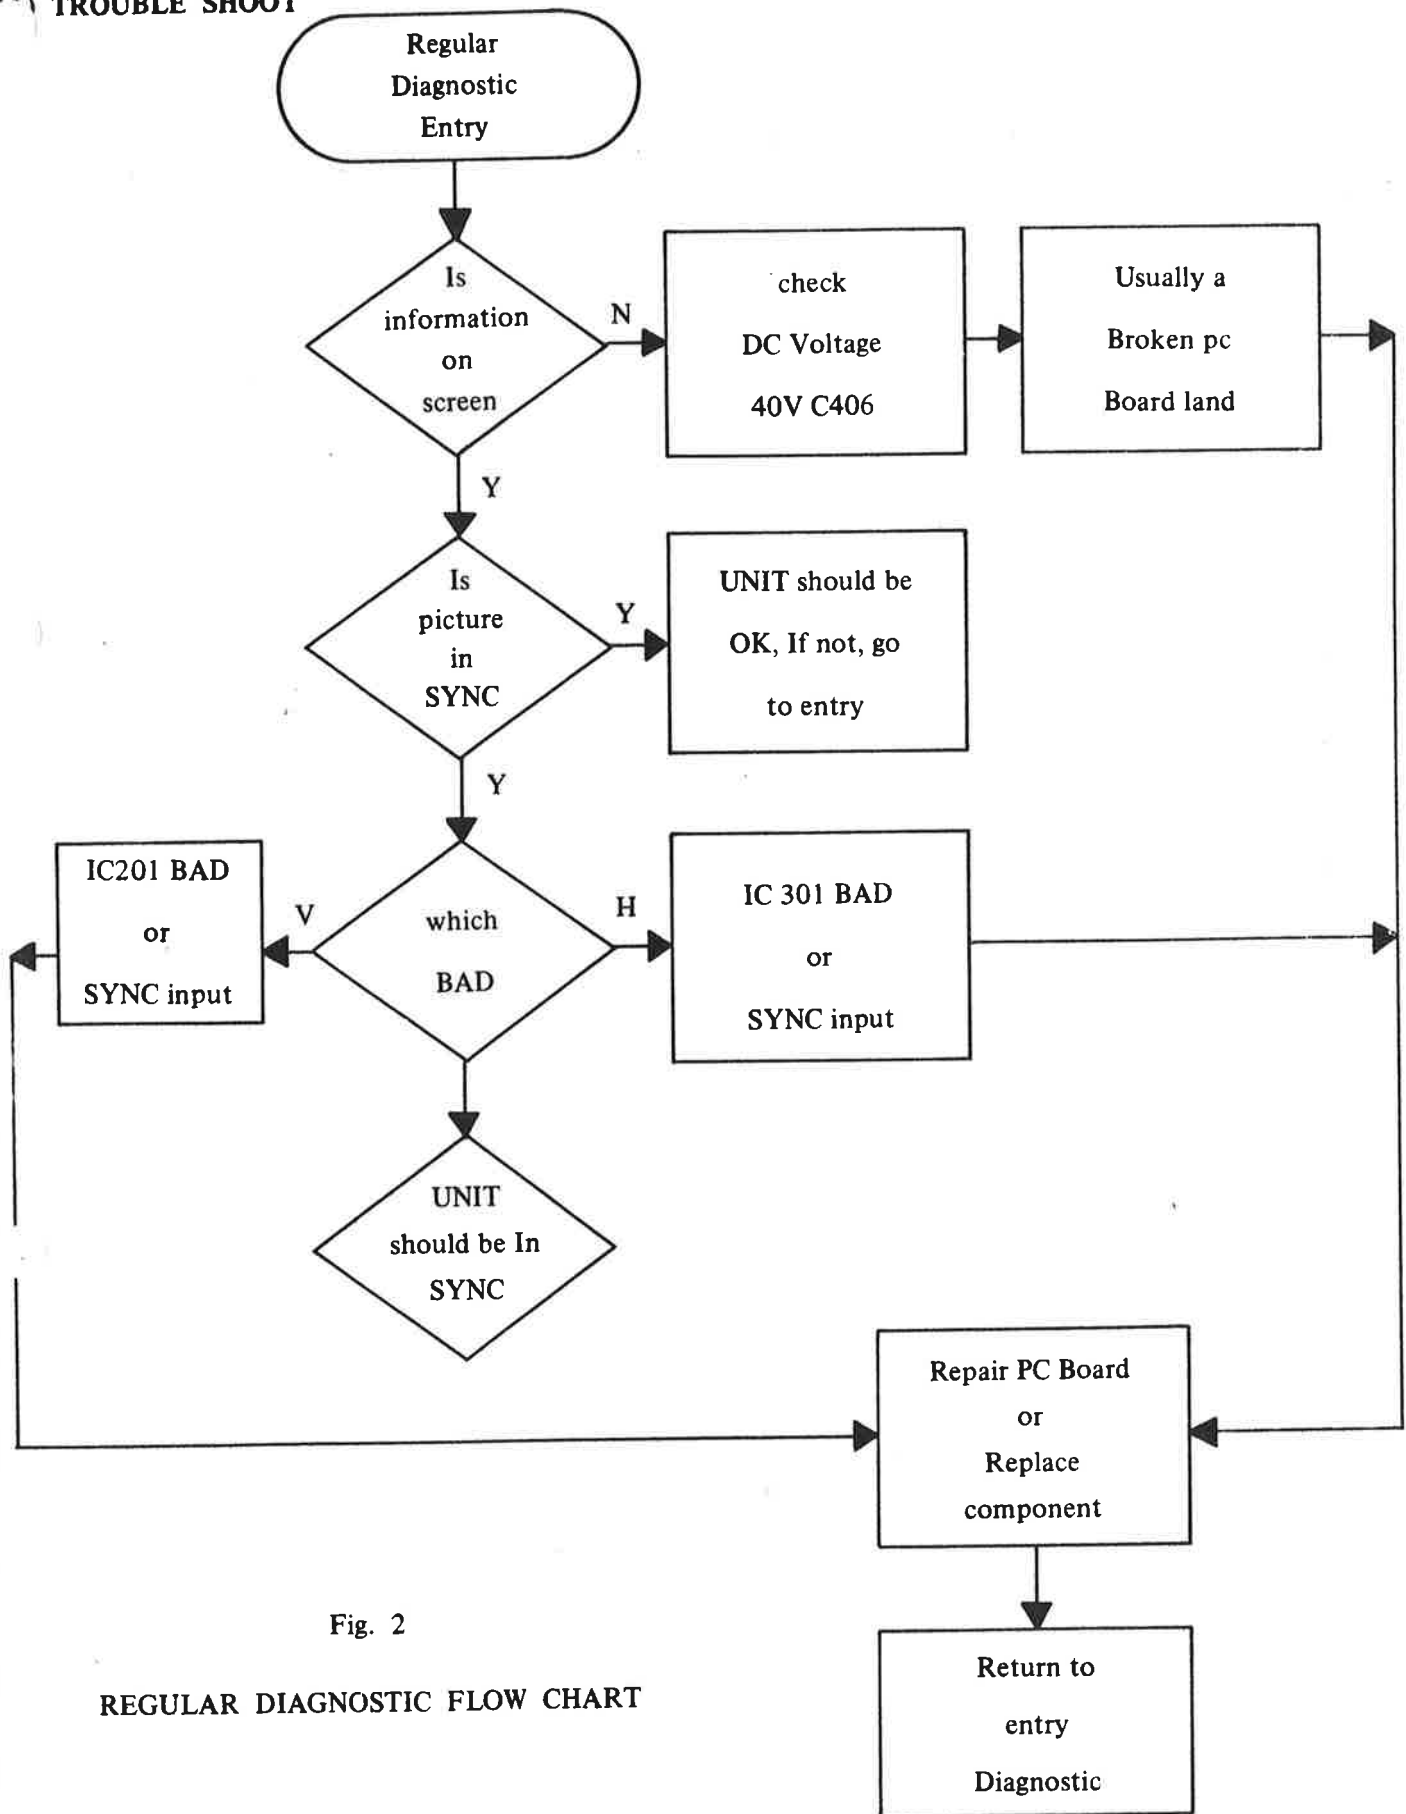 TROUBLE SHOOT
Regular
Diagnostic
Entry
Is
information
on
screen
N
check
DC Voltage
40V C406
Usually a
Broken pc
Board land
Y
Is
picture
in
SYNC
Y
UNIT should be
OK, If not, go
to entry
Y
which
BAD
V
IC201 BAD
or
SYNC input
H
IC 301 BAD
or
SYNC input
UNIT
should be In
SYNC
Repair PC Board
or
Replace
component
Return to
entry
Diagnostic
Fig. 2
REGULAR DIAGNOSTIC FLOW CHART